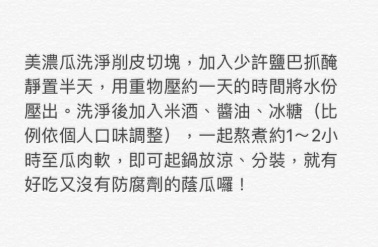 美濃瓜洗淨削皮切塊，加入少許鹽巴抓醃
靜置半天，用重物壓約一天的時間將水份
壓出。洗淨後加入米酒、醬油、冰糖（比
例依個人口味調整），一起熬煮約1～2小
時至瓜肉軟，即可起鍋放涼、分裝，就有
好吃又沒有防腐劑的蔭瓜囉！